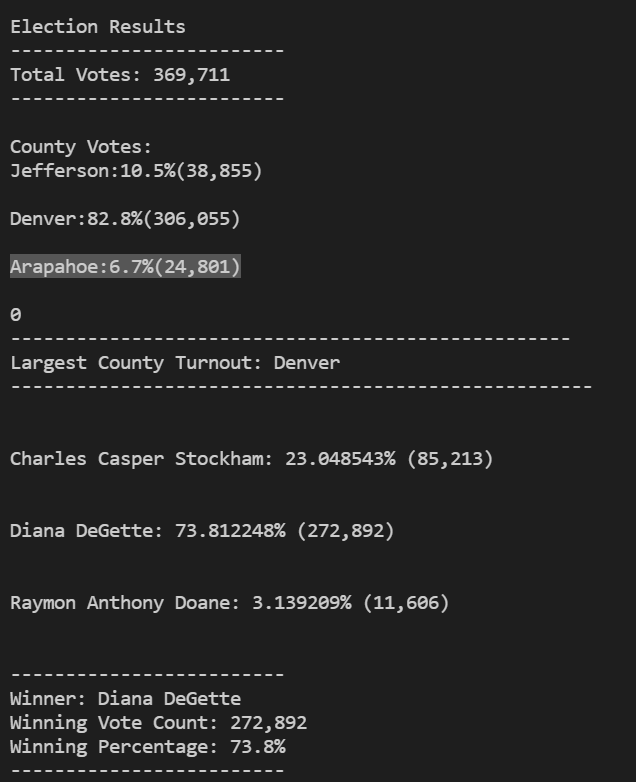 Election Results
-------------------------
Total Votes: 369,711
-------------------------
County Votes:
Jefferson:10.5%(38,855)
Denver:82.8%(306,055)
Arapahoe:6.7%(24,801)
0
---------------------------------------------------
Largest County Turnout: Denver
-----------------------------------------------------
Charles Casper Stockham: 23.048543% (85,213)
Diana DeGette: 73.812248% (272,892)
Raymon Anthony Doane: 3.139209% (11,606)
-------------------------
Winner: Diana DeGette
Winning Vote Count: 272,892
Winning Percentage: 73.8%
-------------------------